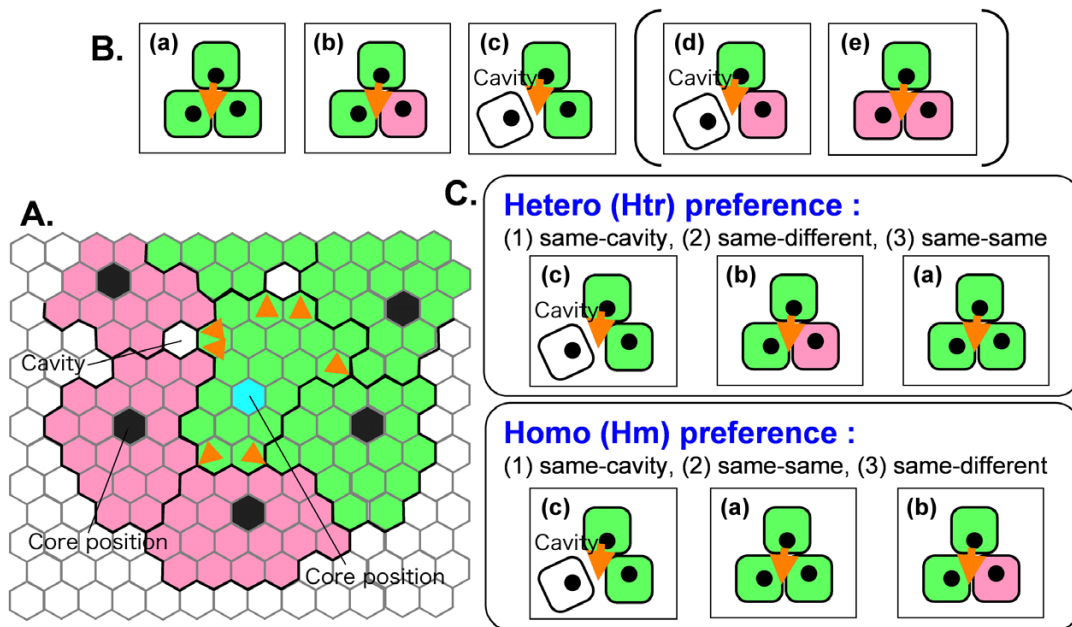 B.
(a)
(b)
(c)
Cavity
(d)
Cavity
(e)
A.
Cavity
Core position
Core position
C.
Hetero (Htr) preference :
(1) same-cavity, (2) same-different, (3) same-same
(c)
Cavity
(b)
(a)
Homo (Hm) preference :
(1) same-cavity, (2) same-same, (3) same-different
(c)
Cavity
(a)
(b)